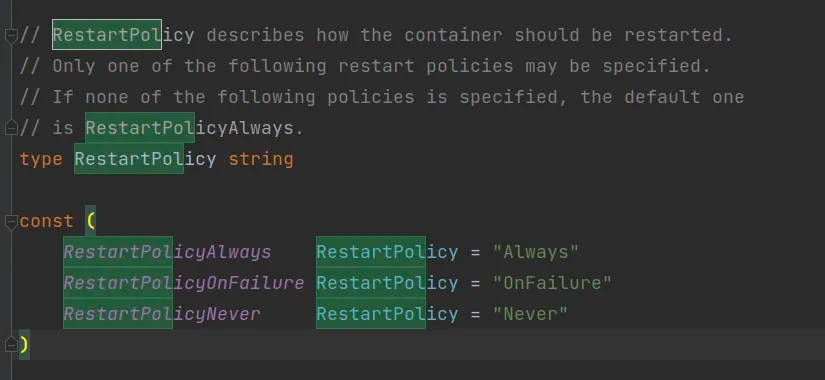 // RestartPolicy describes how the container should be restarted.
// Only one of the following restart policies may be specified.
// If none of the following policies is specified, the default one
// is RestartPolicyAlways.
type RestartPolicy string
const (
RestartPolicyAlways    RestartPolicy = "Always"
RestartPolicyOnFailure RestartPolicy = "OnFailure"
RestartPolicyNever     RestartPolicy = "Never"
)